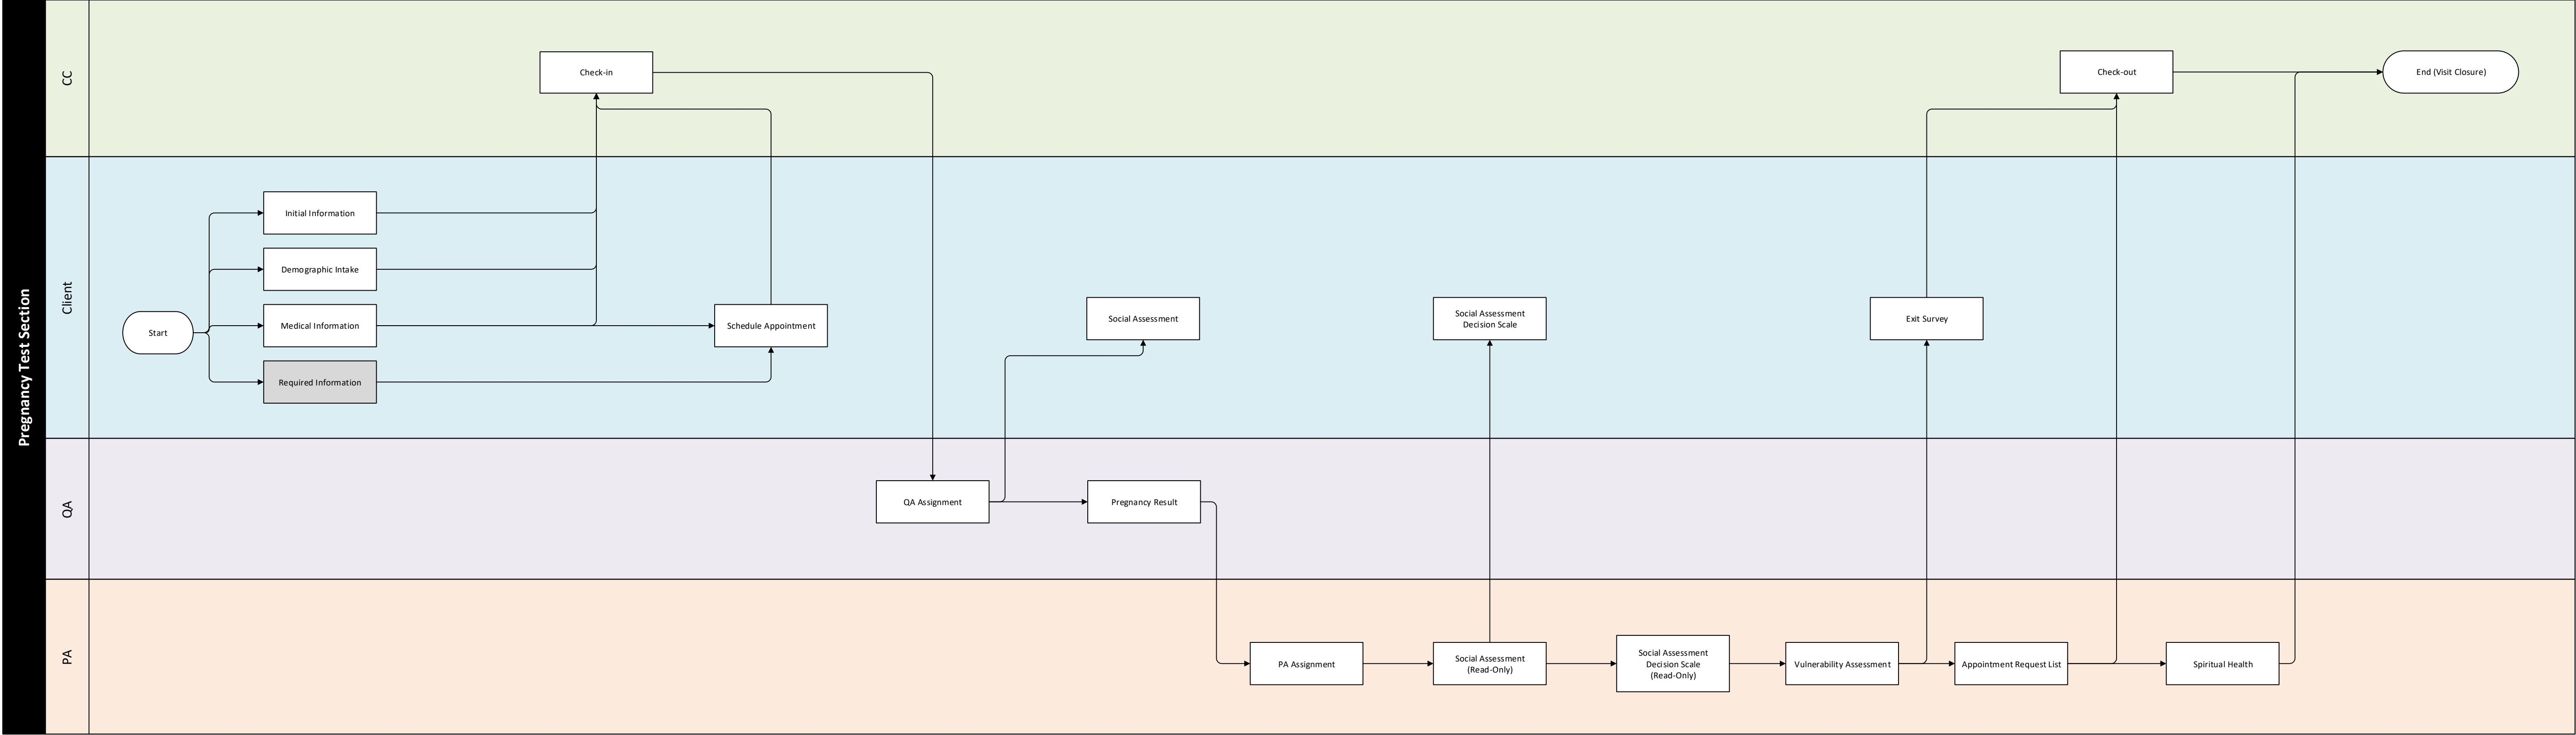 Pregnancy Test Section
CC
Check-in
Check-out
End (Visit Closure)
Client
Start
Initial Information
Demographic Intake
Medical Information
Required Information
Schedule Appointment
Social Assessment
Social Assessment
Decision Scale
Exit Survey
QA
QA Assignment
Pregnancy Result
PA
PA Assignment
Social Assessment
(Read-Only)
Social Assessment
Decision Scale
(Read-Only)
Vulnerability Assessment
Appointment Request List
Spiritual Health